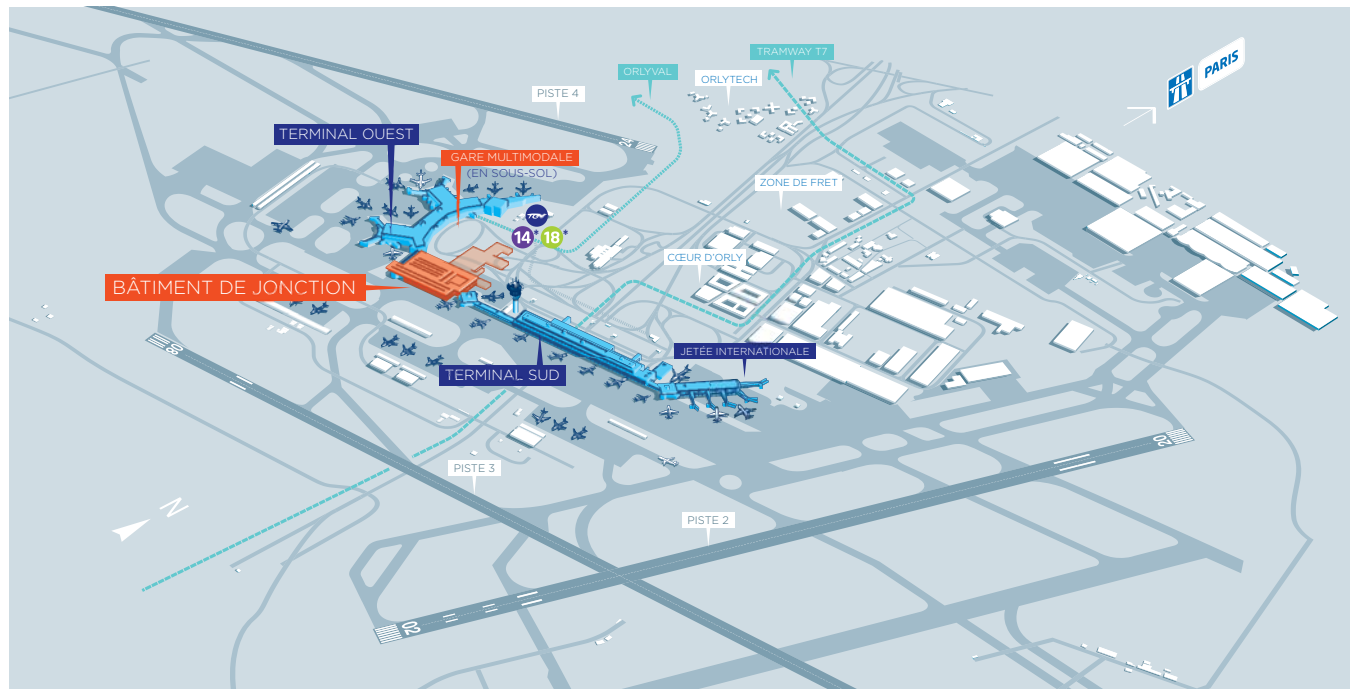 TRAMWAY T7
ORLYVAL
ORLYTECH
PARIS
PISTE 4
24
TERMINAL OUEST
GARE MULTIMODALE
(EN SOUS-SOL)
ZONE DE FRET
TGV
14* 18*
CŒUR D'ORLY
BÂTIMENT DE JONCTION
08
JETÉE INTERNATIONALE
TERMINAL SUD
20
PISTE 3
N
PISTE 2
02